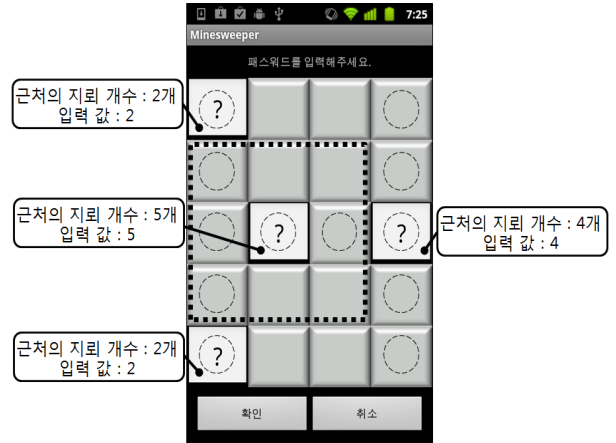 7:25
Minesweeper
패스워드를 입력해주세요.
근처의 지뢰 개수 : 2개
입력 값 : 2
?
근처의 지뢰 개수 : 5개
입력 값 : 5
?
?
근처의 지뢰 개수 : 4개
입력 값 : 4
근처의 지뢰 개수 : 2개
입력 값 : 2
?
확인
취소